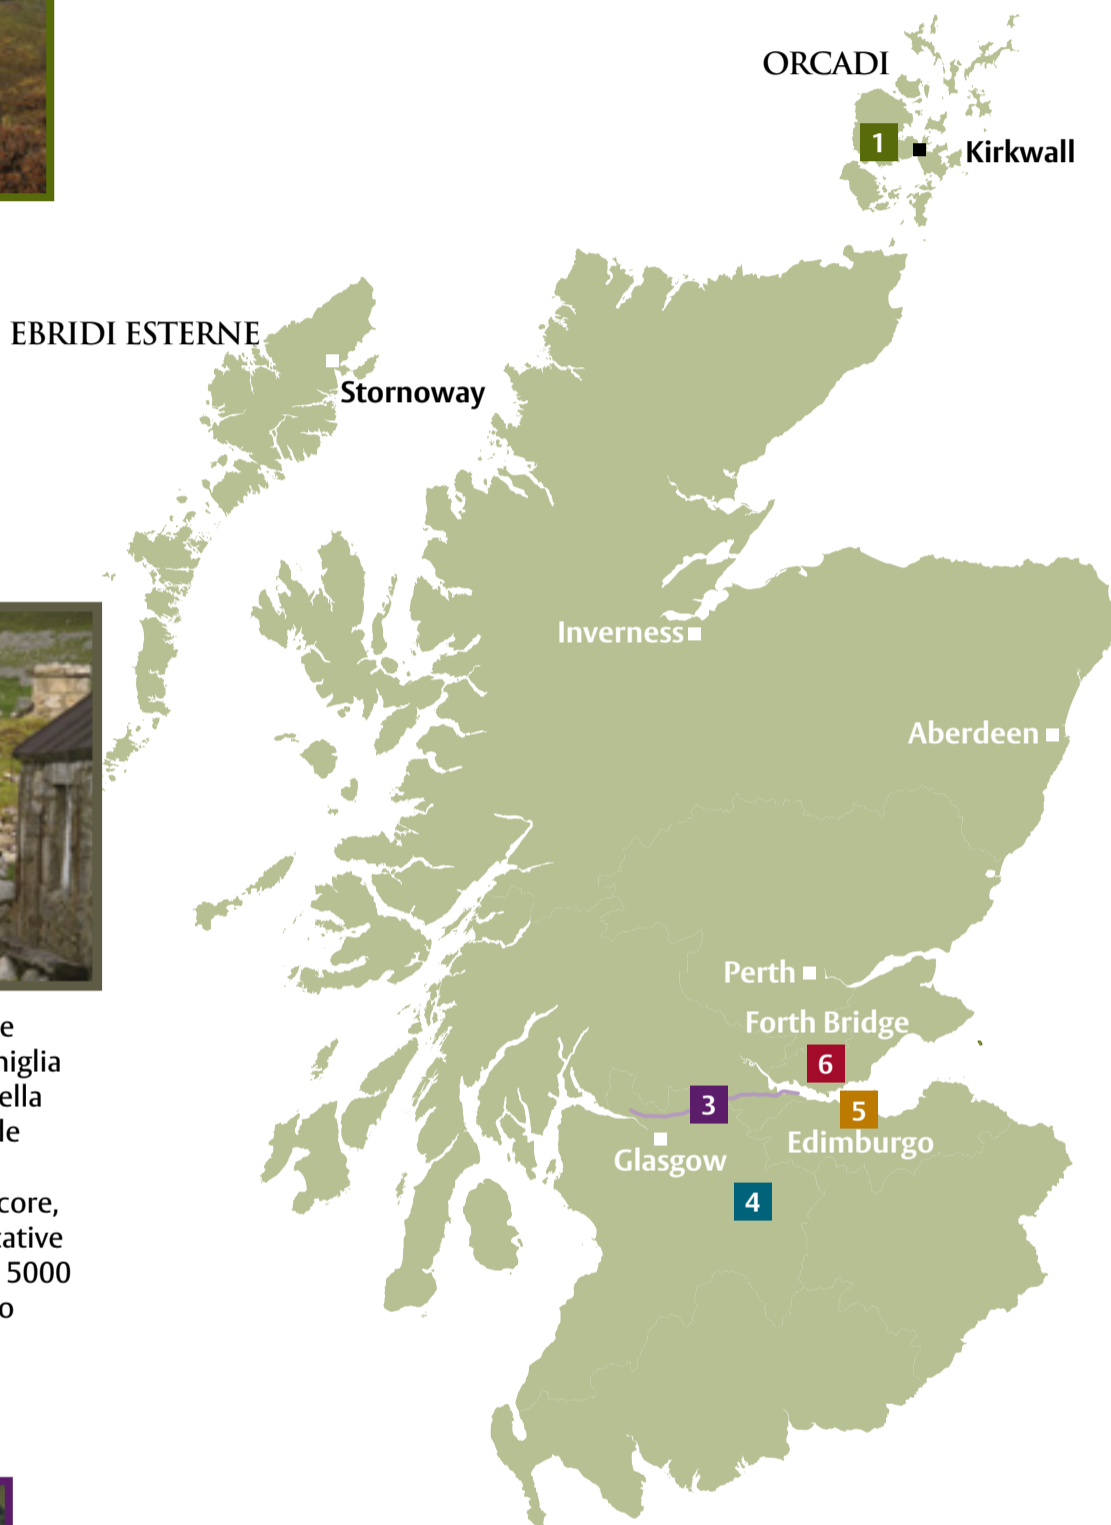 ORCADI
1
Kirkwall
EBRIDI ESTERNE
Stornoway
Inverness
Aberdeen
Perth
Forth Bridge
6
3
5
Edimburgo
Glasgow
4
e
niglia
ella
le
core,
tative
5000
o